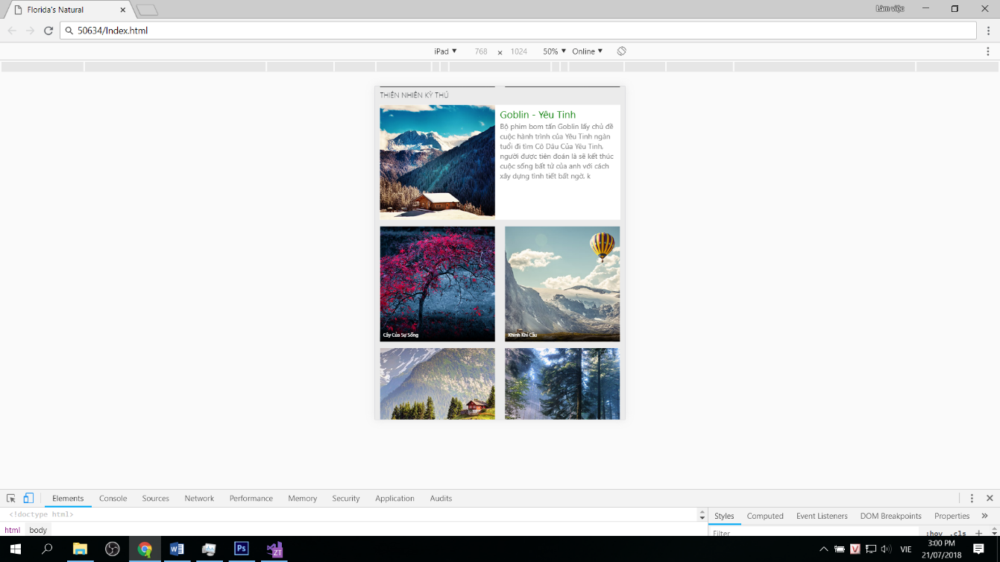 Florida's Natural
Làm việc
50634/Index.html
iPad 768 x 1024 50% Online
THIÊN NHIÊN KỲ THÚ
Goblin - Yêu Tinh
Bộ phim bom tấn Goblin lấy chủ đề
cuộc hành trình của Yêu Tinh ngàn
tuổi đi tìm Cô Dâu Của Yêu Tinh,
người được tiên đoán là sẽ kết thúc
cuộc sống bất tử của anh với cách
xây dựng tình tiết bất ngờ, k
Cây Của Sự Sống
Khinh Khí Cầu
Elements Console Sources Network Performance Memory Security Application Audits
<!doctype html>
html body
Styles Computed Event Listeners DOM Breakpoints Properties »
Filter :hov .cls +
W Ps ZT V VIE
3:00 PM
21/07/2018